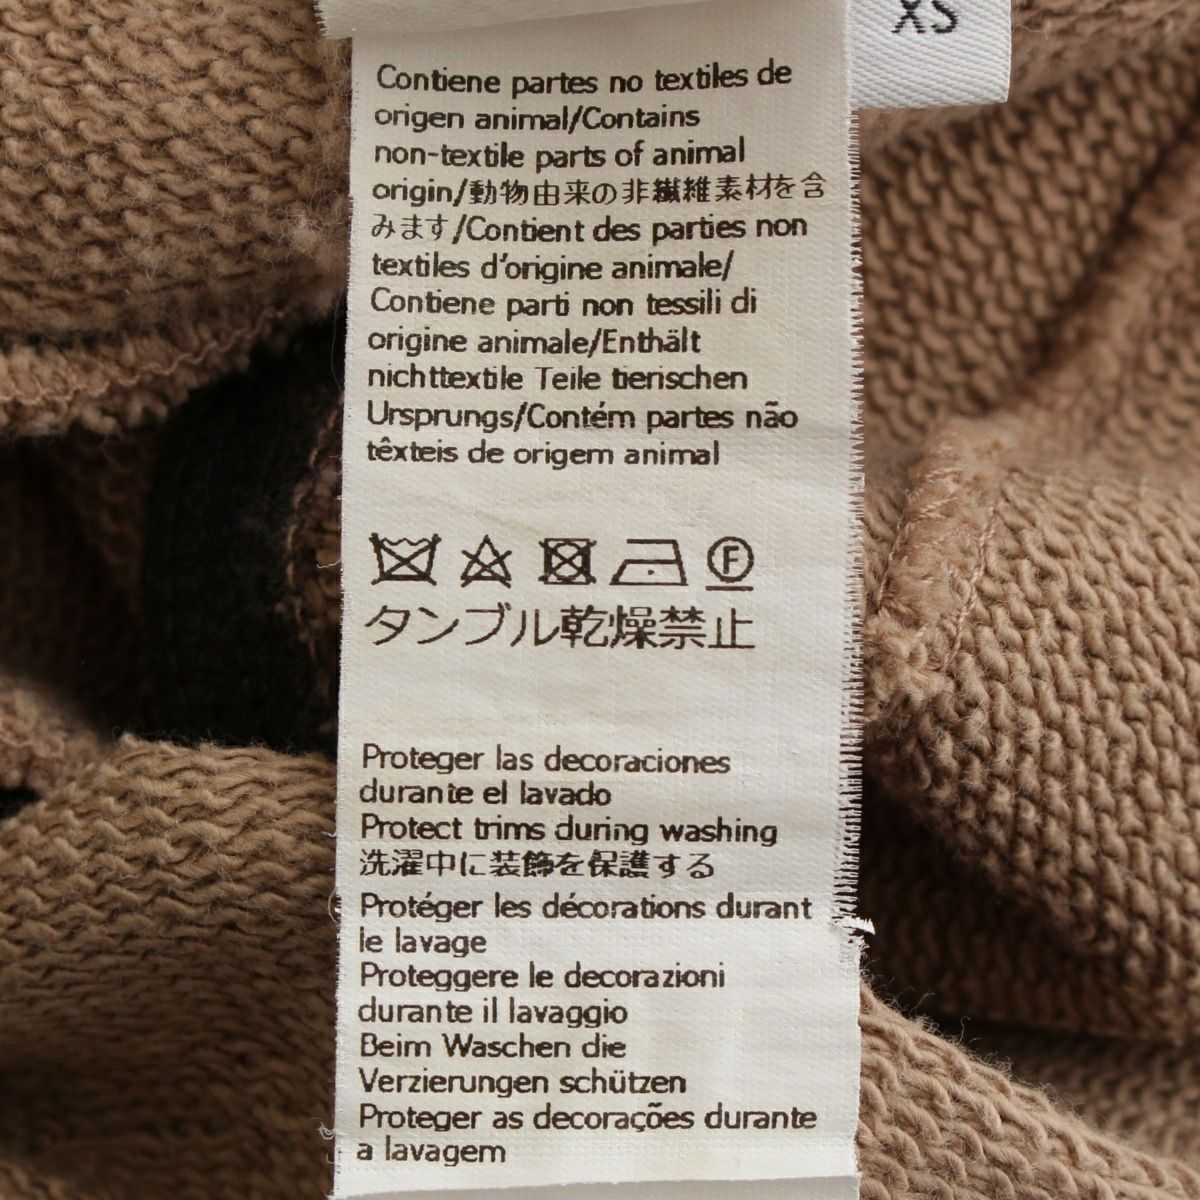 XS
Contiene partes no textiles de
origen animal/Contains
non-textile parts of animal
origin/動物由来の非繊維素材を含
みます/Contient des parties non
textiles d'origine animale/
Contiene parti non tessili di
origine animale/Enthält
nichttextile Teile tierischen
Ursprungs/Contém partes não
têxteis de origem animal
F
タンブル乾燥禁止
Proteger las decoraciones
durante el lavado
Protect trims during washing
洗濯中に装飾を保護する
Protéger les décorations durant
le lavage
Proteggere le decorazioni
durante il lavaggio
Beim Waschen die
Verzierungen schützen
Proteger as decorações durante
a lavagem